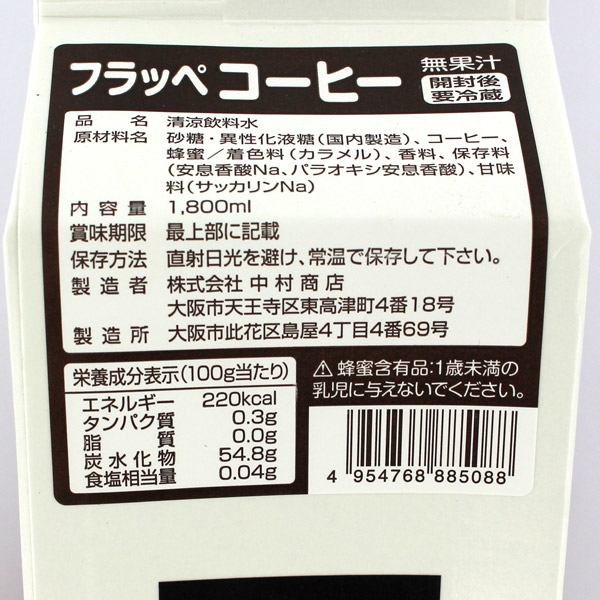 フラッペ コーヒー 無果汁
開封後
要冷蔵
品名 清涼飲料水
原材料名 砂糖・異性化液糖(国内製造)、コーヒー、
蜂蜜/着色料(カラメル)、香料、保存料
(安息香酸Na、パラオキシ安息香酸)、甘味
料(サッカリンNa)
内容量 1,800ml
賞味期限 最上部に記載
保存方法 直射日光を避け、常温で保存して下さい。
製造者 株式会社 中村商店
大阪市天王寺区東高津町4番18号
製造所 大阪市此花区島屋4丁目4番69号
栄養成分表示(100g当たり)
エネルギー 220kcal
タンパク質 0.3g
脂質 0.0g
炭水化物 54.8g
食塩相当量 0.04g
⚠蜂蜜含有品:1歳未満の
乳児に与えないでください。
4 954768 885088